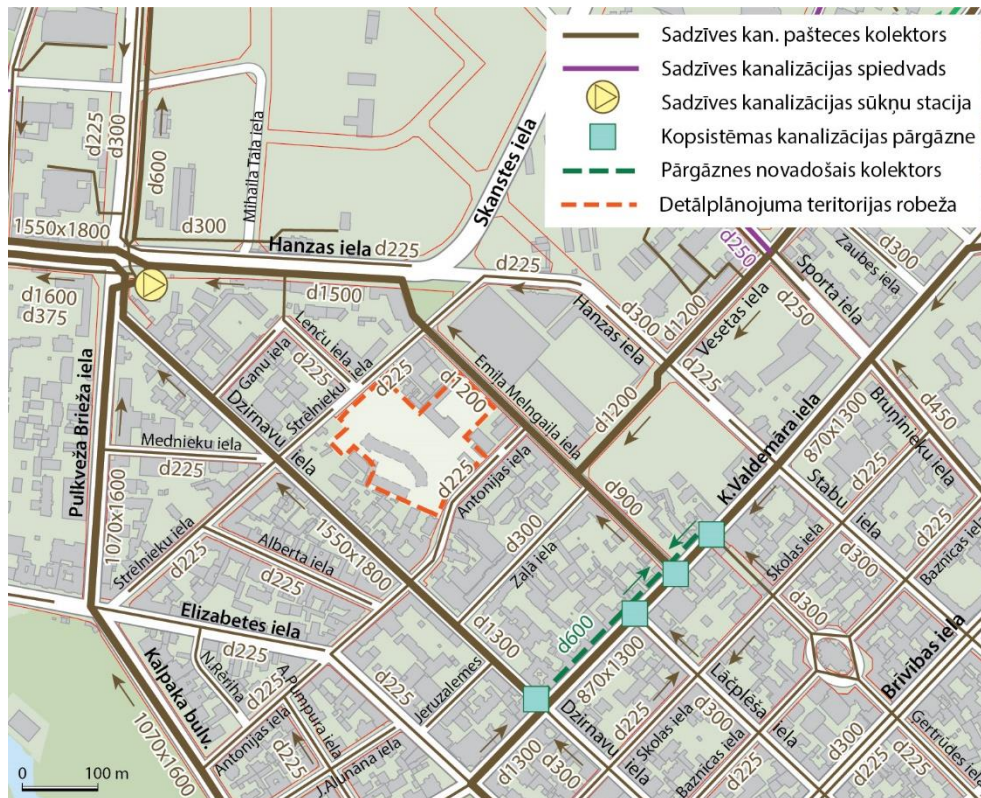 Sadzīves kan. pašteces kolektors
Sadzīves kanalizācijas spiedvads
Sadzīves kanalizācijas sūkņu stacija
Kopsistēmas kanalizācijas pārgāzne
Pārgāznes novadošais kolektors
Detālplānojuma teritorijas robeža
d225
d300
d600
Mihaila Tāla iela
Skanstes iela
1550x1800
d300
Hanzas iela
d225
d250
Zaubes iela
d300
Sporta iela
d250
d225
d1600
d375
d1500
Hanzas iela
d300
d1200
Vesetas iela
Lenču iela
Ganu iela
d225
Strēlnieku iela
d225
d1200
Emīla Melngaiļa iela
d225
d1200
Pulkveža Brieža iela
Dzirnavu
iela
Mednieku iela
d225
d225
Antonijas iela
K.Valdemāra iela
870x1300
Bruņinieku iela
d450
d225
Stabu
iela
1070x1600
Strēlnieku iela
d225
Alberta iela
d225
1550x1800
d300
Zaļā iela
d900
Skolas iela
d300
d225
Baznīcas iela
Elizabetes iela
d225
N.Rēriha
A.Pumpura iela
d225
d1300
d600
d300
Brīvības iela
Kalpaka bulv.
1070x1600
Antonijas iela
d225
J.Alunāna iela
d225
Jeruzalemes
870x1300
Dzirnavu
iela
d1300
d300
d225
Skolas iela
Lāčplēša
iela
d300
Baznīcas iela
d300
Ģertrūdes iela
d225
0
100 m